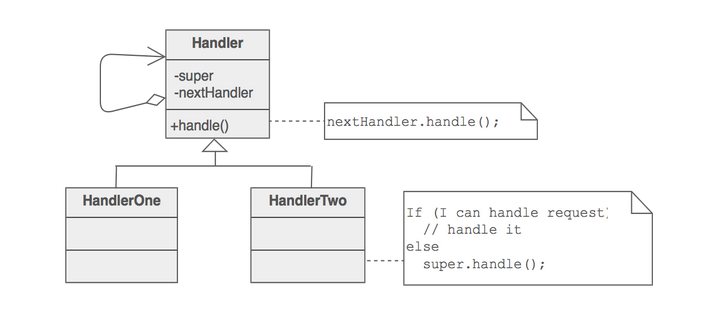 Handler
-super
-nextHandler
+handle()
nextHandler.handle();
HandlerOne
HandlerTwo
If (I can handle request)
// handle it
else
super.handle();